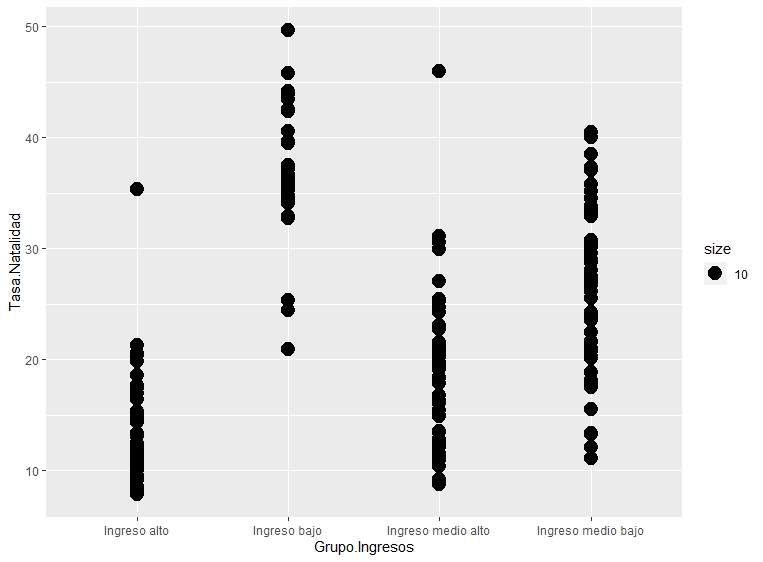 50
40
30
20
10
Tasa.Natalidad
Ingreso alto
Ingreso bajo
Ingreso medio alto
Ingreso medio bajo
Grupo.Ingresos
size
10